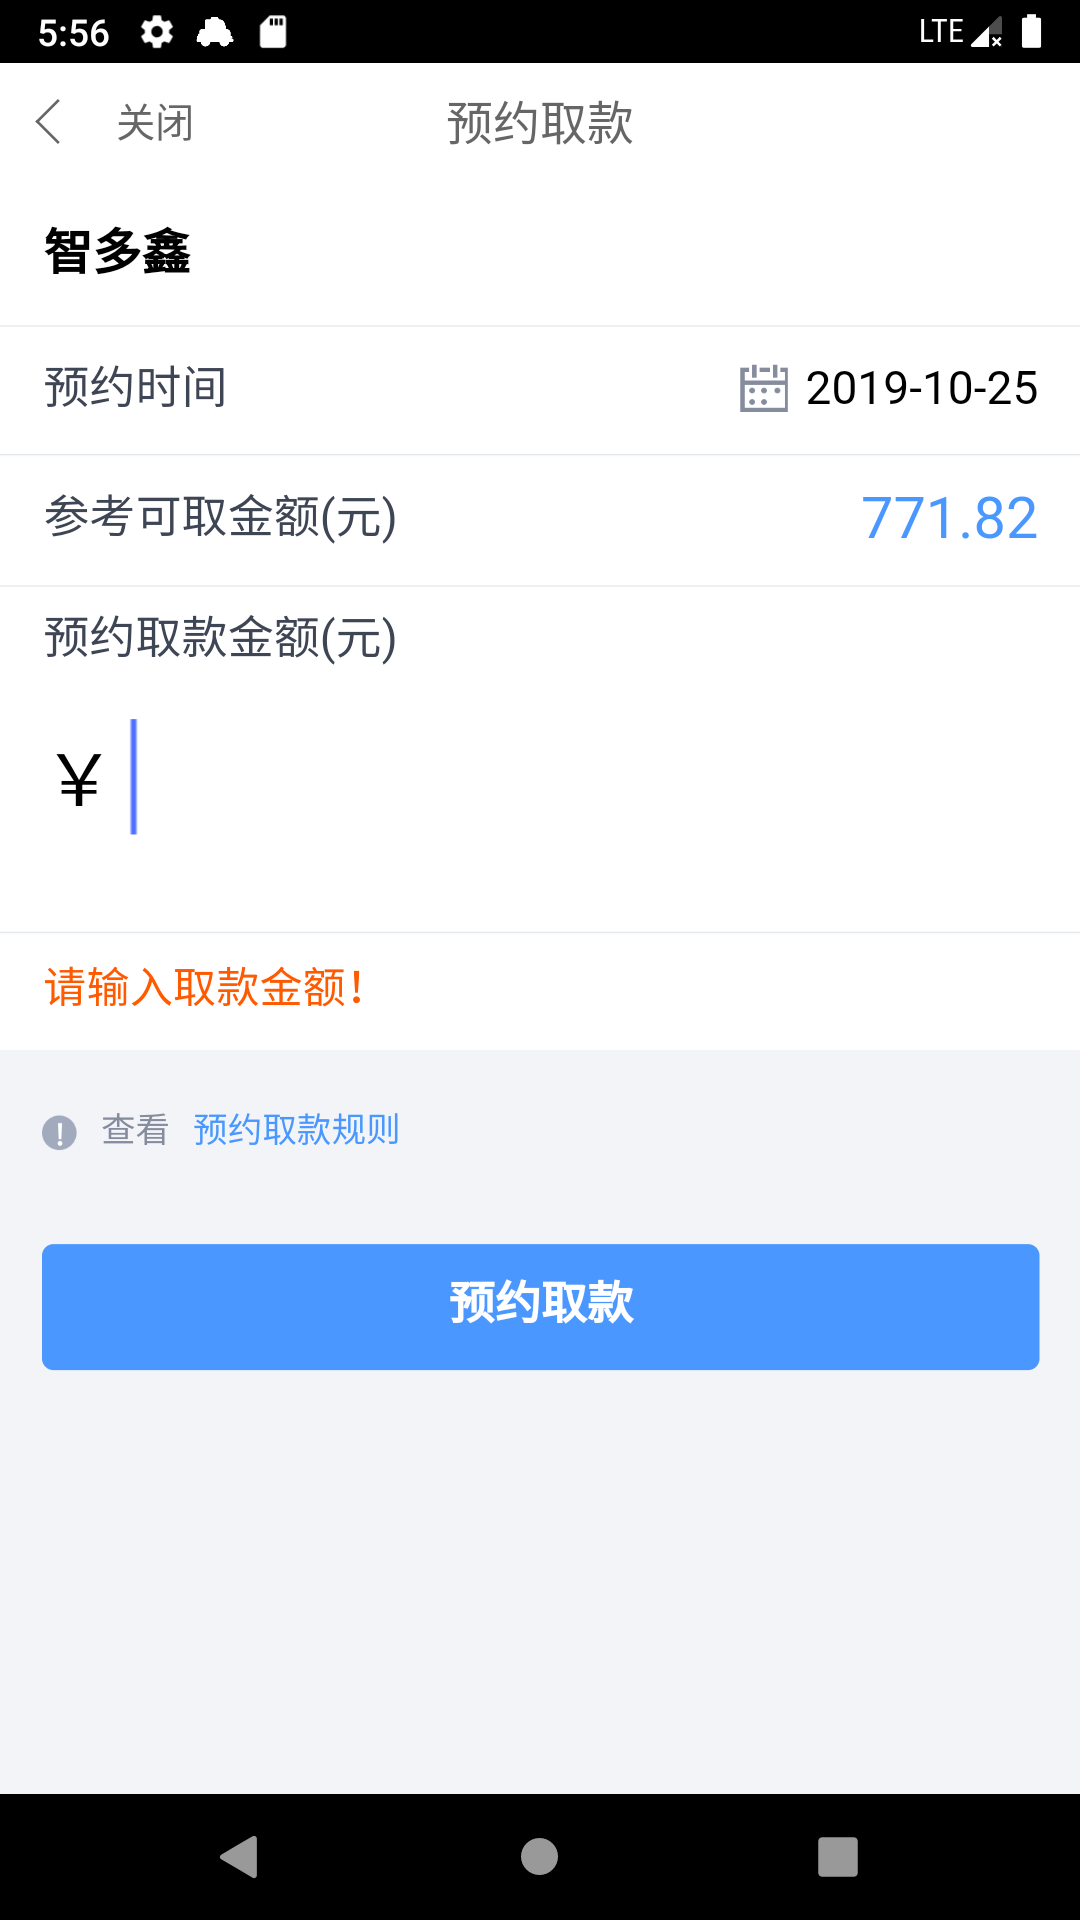 5:56 LTE
关闭 预约取款
智多鑫
预约时间 2019-10-25
参考可取金额(元) 771.82
预约取款金额(元)
¥
请输入取款金额!
查看 预约取款规则
预约取款